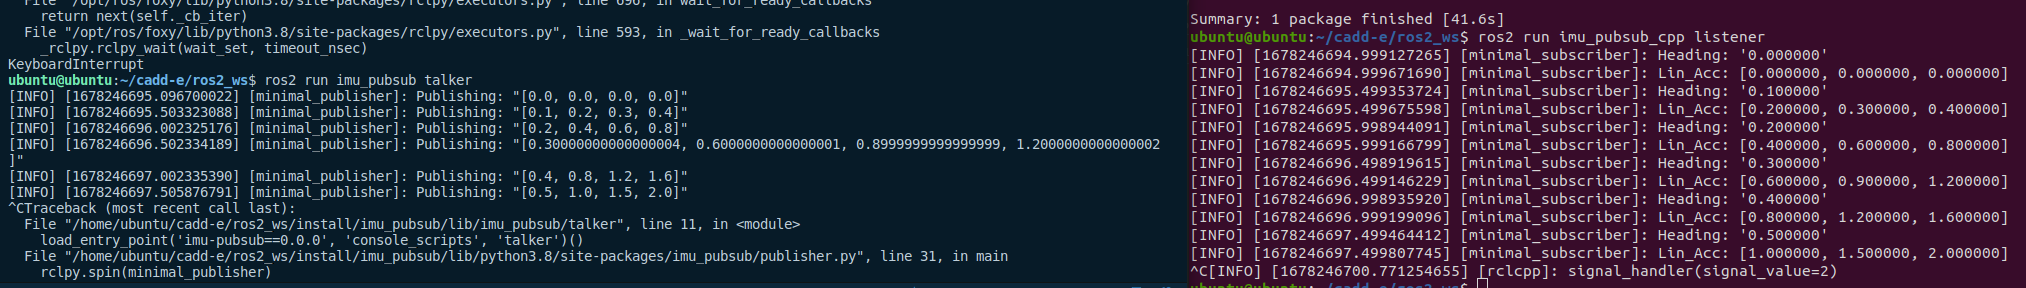 File "/opt/ros/foxy/lib/python3.8/site-packages/rclpy/executors.py", line 696, in wait_for_ready_callbacks
return next(self._cb_iter)
File "/opt/ros/foxy/lib/python3.8/site-packages/rclpy/executors.py", line 593, in _wait_for_ready_callbacks
_rclpy.rclpy_wait(wait_set, timeout_nsec)
KeyboardInterrupt
ubuntu@ubuntu:~/cadd-e/ros2_ws$ ros2 run imu_pubsub talker
[INFO] [1678246695.096700022] [minimal_publisher]: Publishing: "[0.0, 0.0, 0.0, 0.0]"
[INFO] [1678246695.503323088] [minimal_publisher]: Publishing: "[0.1, 0.2, 0.3, 0.4]"
[INFO] [1678246696.002325176] [minimal_publisher]: Publishing: "[0.2, 0.4, 0.6, 0.8]"
[INFO] [1678246696.502334189] [minimal_publisher]: Publishing: "[0.30000000000000004, 0.6000000000000001, 0.8999999999999999, 1.2000000000000002
]"
[INFO] [1678246697.002335390] [minimal_publisher]: Publishing: "[0.4, 0.8, 1.2, 1.6]"
[INFO] [1678246697.505876791] [minimal_publisher]: Publishing: "[0.5, 1.0, 1.5, 2.0]"
^CTraceback (most recent call last):
File "/home/ubuntu/cadd-e/ros2_ws/install/imu_pubsub/lib/imu_pubsub/talker", line 11, in <module>
load_entry_point('imu-pubsub==0.0.0', 'console_scripts', 'talker')()
File "/home/ubuntu/cadd-e/ros2_ws/install/imu_pubsub/lib/python3.8/site-packages/imu_pubsub/publisher.py", line 31, in main
rclpy.spin(minimal_publisher)
Summary: 1 package finished [41.6s]
ubuntu@ubuntu:~/cadd-e/ros2_ws$ ros2 run imu_pubsub_cpp listener
[INFO] [1678246694.999127265] [minimal_subscriber]: Heading: '0.000000'
[INFO] [1678246694.999671690] [minimal_subscriber]: Lin_Acc: [0.000000, 0.000000, 0.000000]
[INFO] [1678246695.499353724] [minimal_subscriber]: Heading: '0.100000'
[INFO] [1678246695.499675598] [minimal_subscriber]: Lin_Acc: [0.200000, 0.300000, 0.400000]
[INFO] [1678246695.998944091] [minimal_subscriber]: Heading: '0.200000'
[INFO] [1678246695.999166799] [minimal_subscriber]: Lin_Acc: [0.400000, 0.600000, 0.800000]
[INFO] [1678246696.498919615] [minimal_subscriber]: Heading: '0.300000'
[INFO] [1678246696.499146229] [minimal_subscriber]: Lin_Acc: [0.600000, 0.900000, 1.200000]
[INFO] [1678246696.998935920] [minimal_subscriber]: Heading: '0.400000'
[INFO] [1678246696.999199096] [minimal_subscriber]: Lin_Acc: [0.800000, 1.200000, 1.600000]
[INFO] [1678246697.499464412] [minimal_subscriber]: Heading: '0.500000'
[INFO] [1678246697.499807745] [minimal_subscriber]: Lin_Acc: [1.000000, 1.500000, 2.000000]
^C[INFO] [1678246700.771254655] [rclcpp]: signal_handler(signal_value=2)
ubuntu@ubuntu:~/cadd-e/ros2_ws$